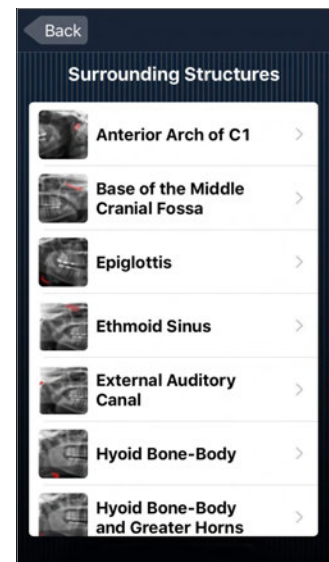 Back
Surrounding Structures
Anterior Arch of C1
Base of the Middle
Cranial Fossa
Epiglottis
Ethmoid Sinus
External Auditory
Canal
Hyoid Bone-Body
Hyoid Bone-Body
and Greater Horns